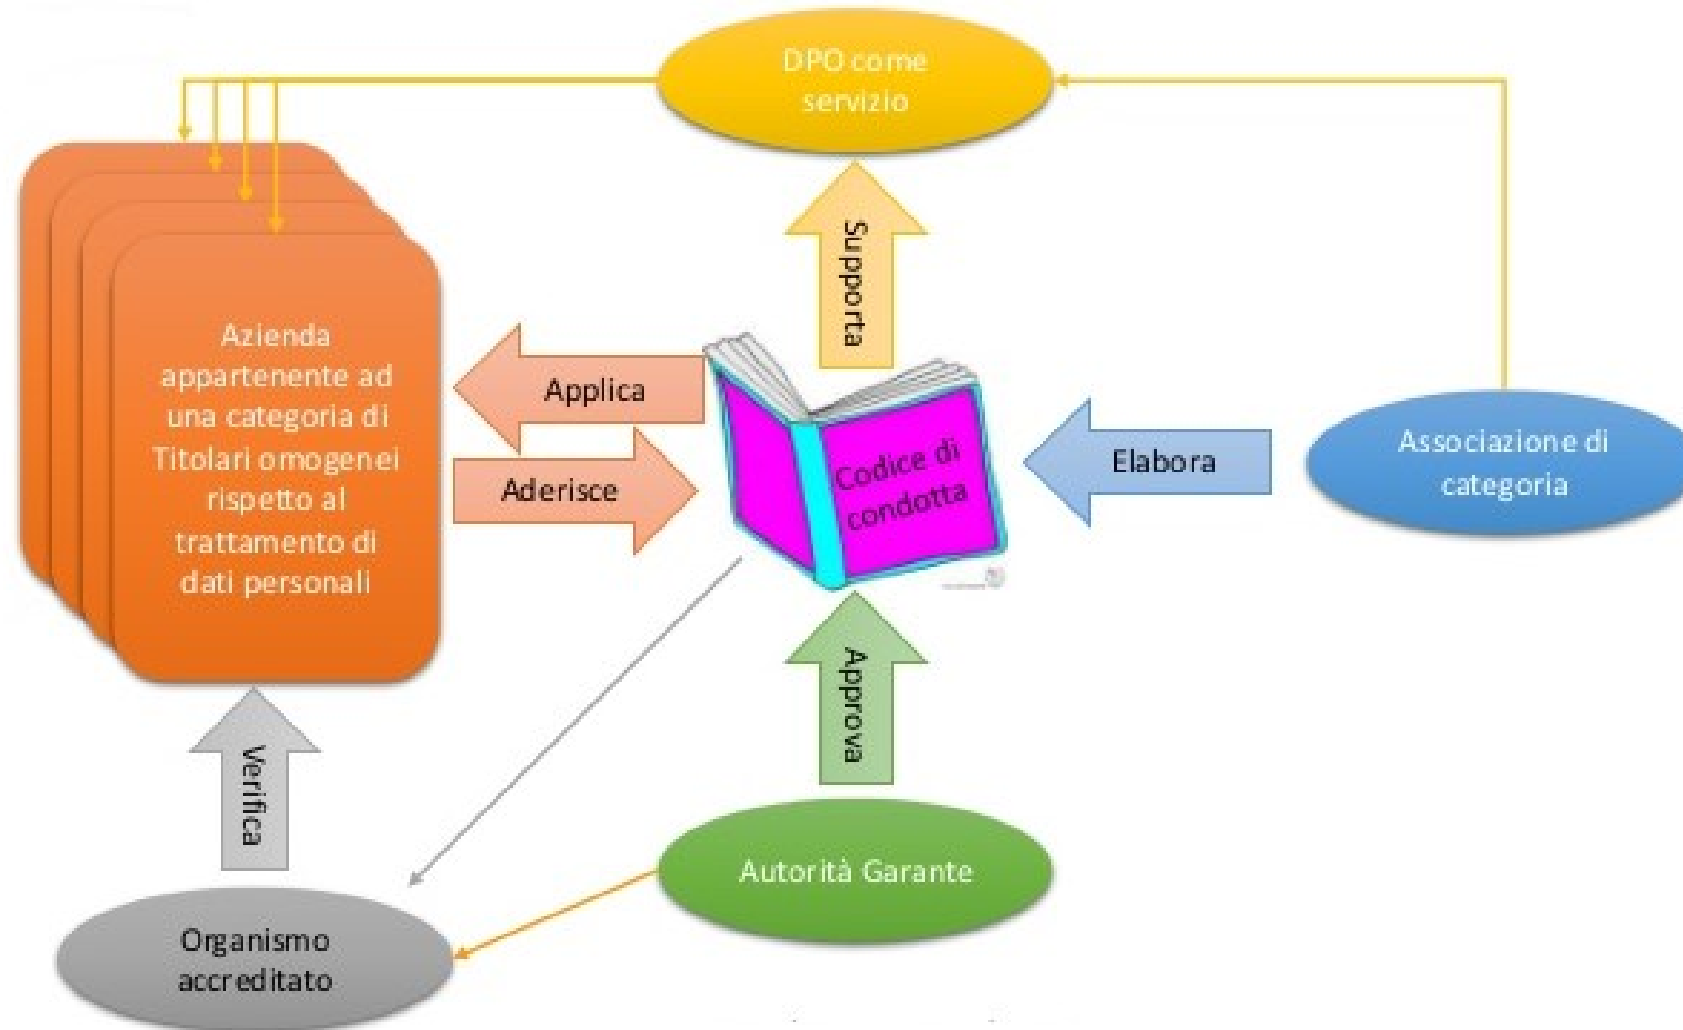 DPO come
servizio
Supporta
Azienda
appartenente ad
una categoria di
Titolari omogenei
rispetto al
trattamento di
dati personali
Applica
Aderisce
Codice di
condotta
Elabora
Associazione di
categoria
Approva
Verifica
Autorità Garante
Organismo
accreditato